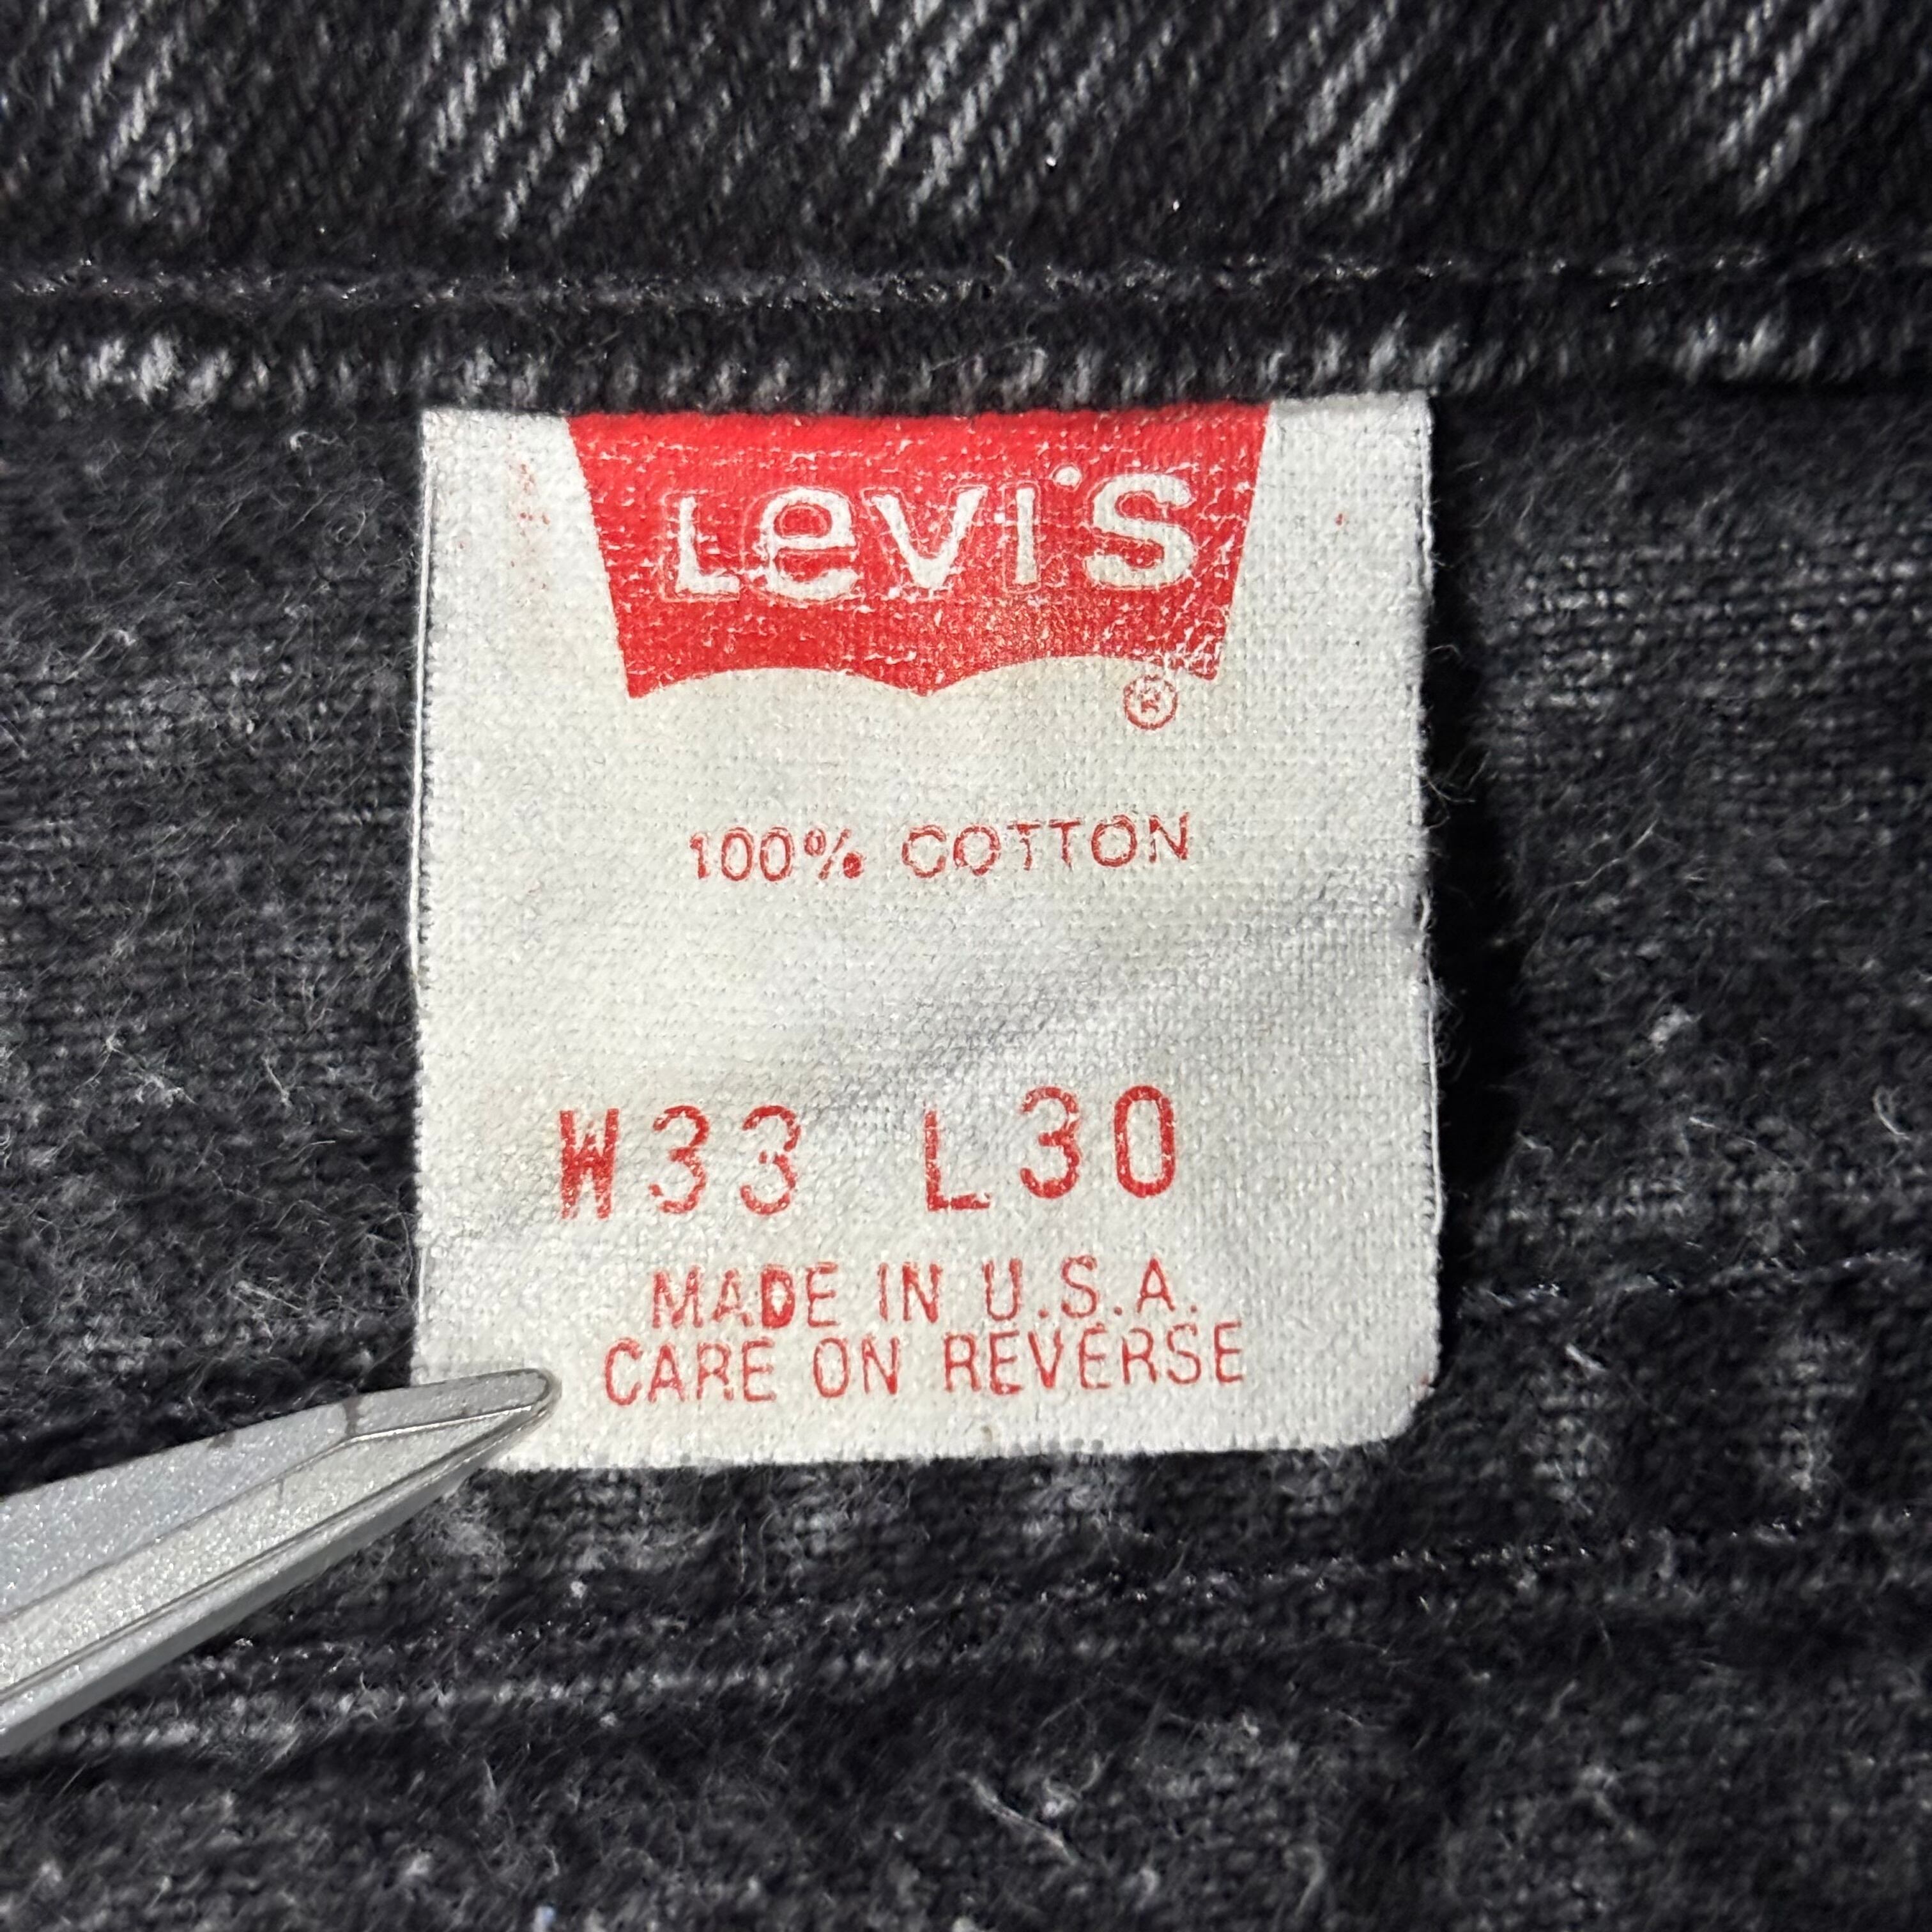 Levi's
®
100% COTTON
W33 L30
MADE IN U.S.A.
CARE ON REVERSE